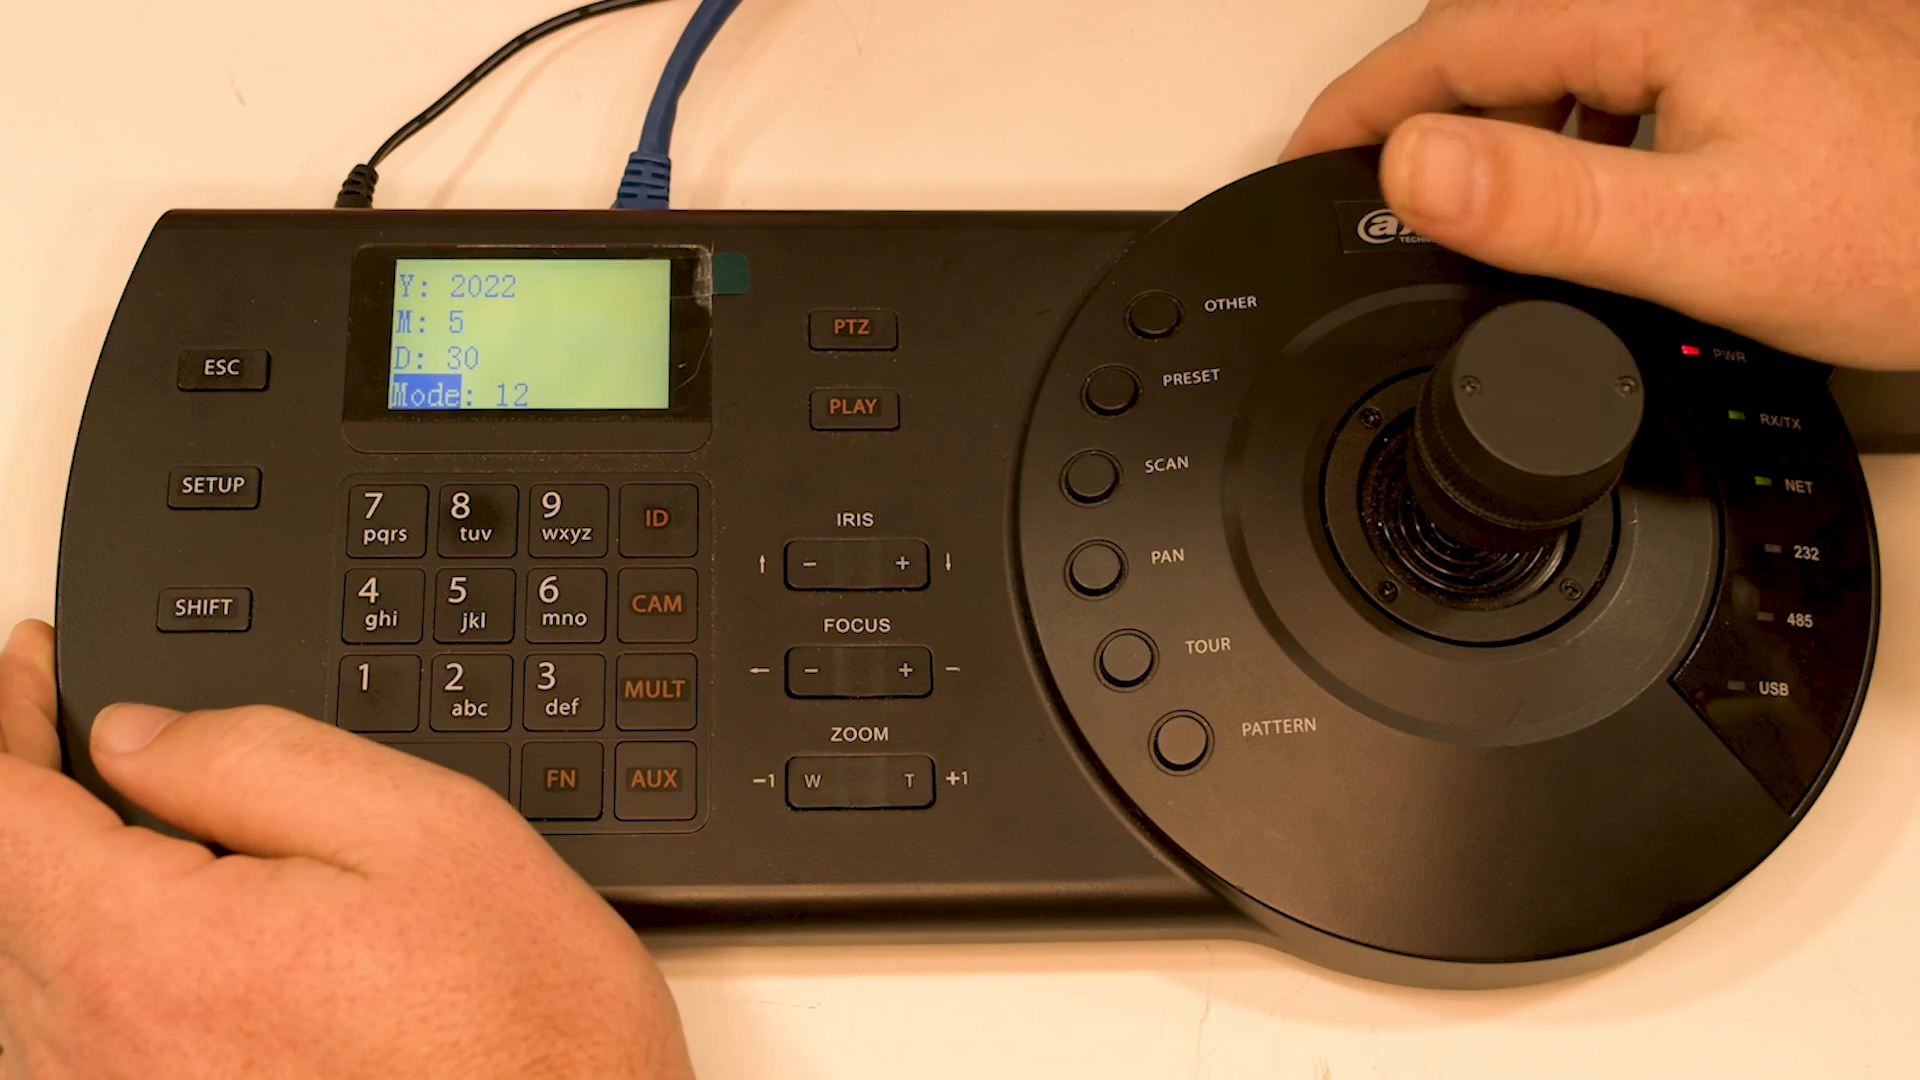 Y: 2022
M: 5
D: 30
Mode: 12
ESC
SETUP
SHIFT
7
pqrs
8
tuv
9
wxyz
ID
4
ghi
5
jkl
6
mno
CAM
1
2
abc
3
def
MULT
FN
AUX
PTZ
PLAY
IRIS
− +
FOCUS
− +
ZOOM
−1 W T +1
OTHER
PRESET
SCAN
PAN
TOUR
PATTERN
PWR
RX/TX
NET
232
485
USB